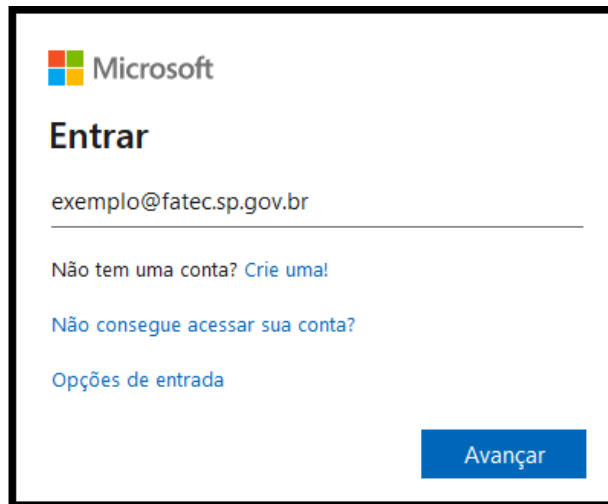 Microsoft
Entrar
exemplo@fatec.sp.gov.br
Não tem uma conta? Crie uma!
Não consegue acessar sua conta?
Opções de entrada
Avançar